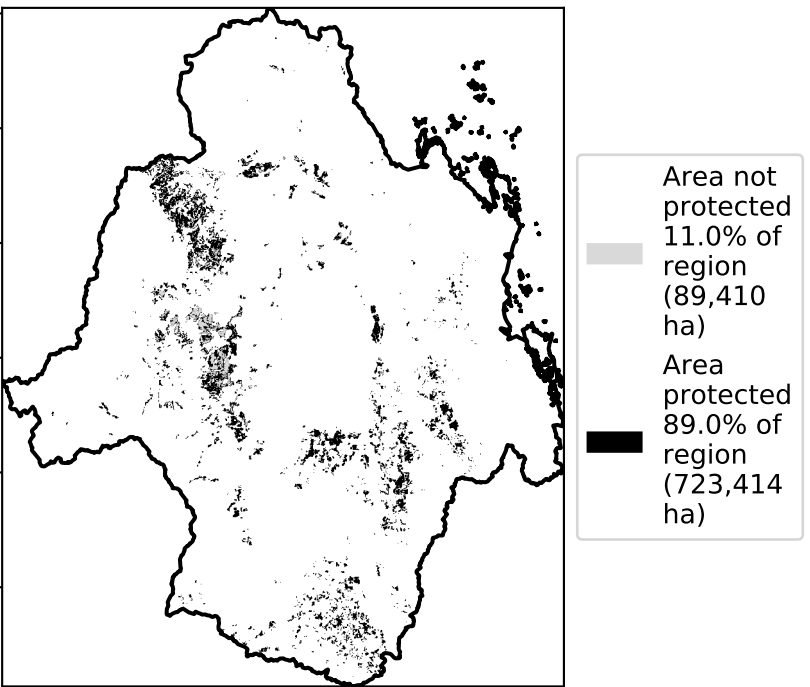 Area not
protected
11.0% of
region
(89,410
ha)
Area
protected
89.0% of
region
(723,414
ha)